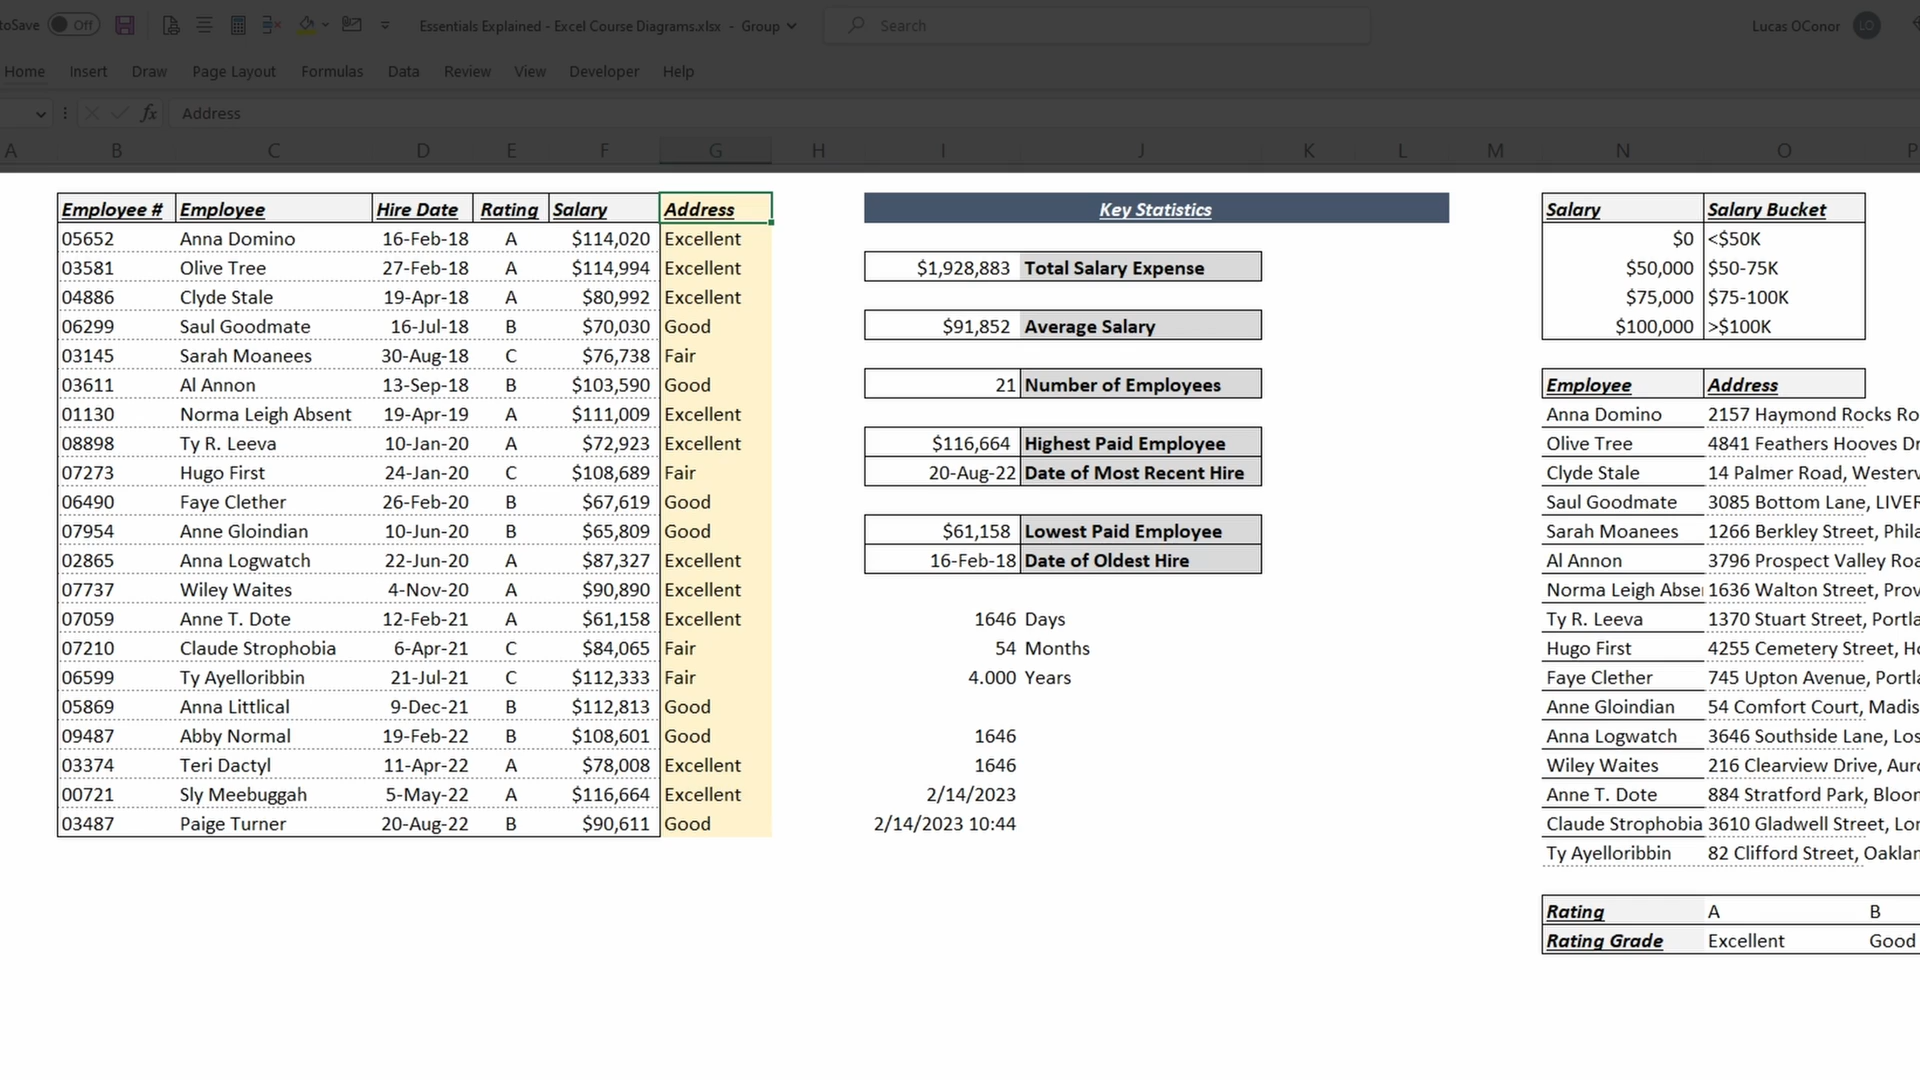 toSave Off Essentials Explained - Excel Course Diagrams.xlsx - Group Search Lucas OConor LO
Home Insert Draw Page Layout Formulas Data Review View Developer Help
fx Address
A B C D E F G H I J K L M N O P
Employee # Employee Hire Date Rating Salary Address Key Statistics Salary Salary Bucket
05652 Anna Domino 16-Feb-18 A $114,020 Excellent $0 <$50K
03581 Olive Tree 27-Feb-18 A $114,994 Excellent $1,928,883 Total Salary Expense $50,000 $50-75K
04886 Clyde Stale 19-Apr-18 A $80,992 Excellent $75,000 $75-100K
06299 Saul Goodmate 16-Jul-18 B $70,030 Good $91,852 Average Salary $100,000 >$100K
03145 Sarah Moanees 30-Aug-18 C $76,738 Fair
03611 Al Annon 13-Sep-18 B $103,590 Good 21 Number of Employees Employee Address
01130 Norma Leigh Absent 19-Apr-19 A $111,009 Excellent Anna Domino 2157 Haymond Rocks Ro
08898 Ty R. Leeva 10-Jan-20 A $72,923 Excellent $116,664 Highest Paid Employee Olive Tree 4841 Feathers Hooves Dr
07273 Hugo First 24-Jan-20 C $108,689 Fair 20-Aug-22 Date of Most Recent Hire Clyde Stale 14 Palmer Road, Westerv
06490 Faye Clether 26-Feb-20 B $67,619 Good Saul Goodmate 3085 Bottom Lane, LIVER
07954 Anne Gloindian 10-Jun-20 B $65,809 Good $61,158 Lowest Paid Employee Sarah Moanees 1266 Berkley Street, Phila
02865 Anna Logwatch 22-Jun-20 A $87,327 Excellent 16-Feb-18 Date of Oldest Hire Al Annon 3796 Prospect Valley Roa
07737 Wiley Waites 4-Nov-20 A $90,890 Excellent Norma Leigh Abse 1636 Walton Street, Prov
07059 Anne T. Dote 12-Feb-21 A $61,158 Excellent 1646 Days Ty R. Leeva 1370 Stuart Street, Portla
07210 Claude Strophobia 6-Apr-21 C $84,065 Fair 54 Months Hugo First 4255 Cemetery Street, Ho
06599 Ty Ayelloribbin 21-Jul-21 C $112,333 Fair 4.000 Years Faye Clether 745 Upton Avenue, Portla
05869 Anna Littlical 9-Dec-21 B $112,813 Good Anne Gloindian 54 Comfort Court, Madis
09487 Abby Normal 19-Feb-22 B $108,601 Good 1646 Anna Logwatch 3646 Southside Lane, Los
03374 Teri Dactyl 11-Apr-22 A $78,008 Excellent 1646 Wiley Waites 216 Clearview Drive, Auro
00721 Sly Meebuggah 5-May-22 A $116,664 Excellent 2/14/2023 Anne T. Dote 884 Stratford Park, Bloon
03487 Paige Turner 20-Aug-22 B $90,611 Good 2/14/2023 10:44 Claude Strophobia 3610 Gladwell Street, Lor
Ty Ayelloribbin 82 Clifford Street, Oaklan
Rating A B
Rating Grade Excellent Good